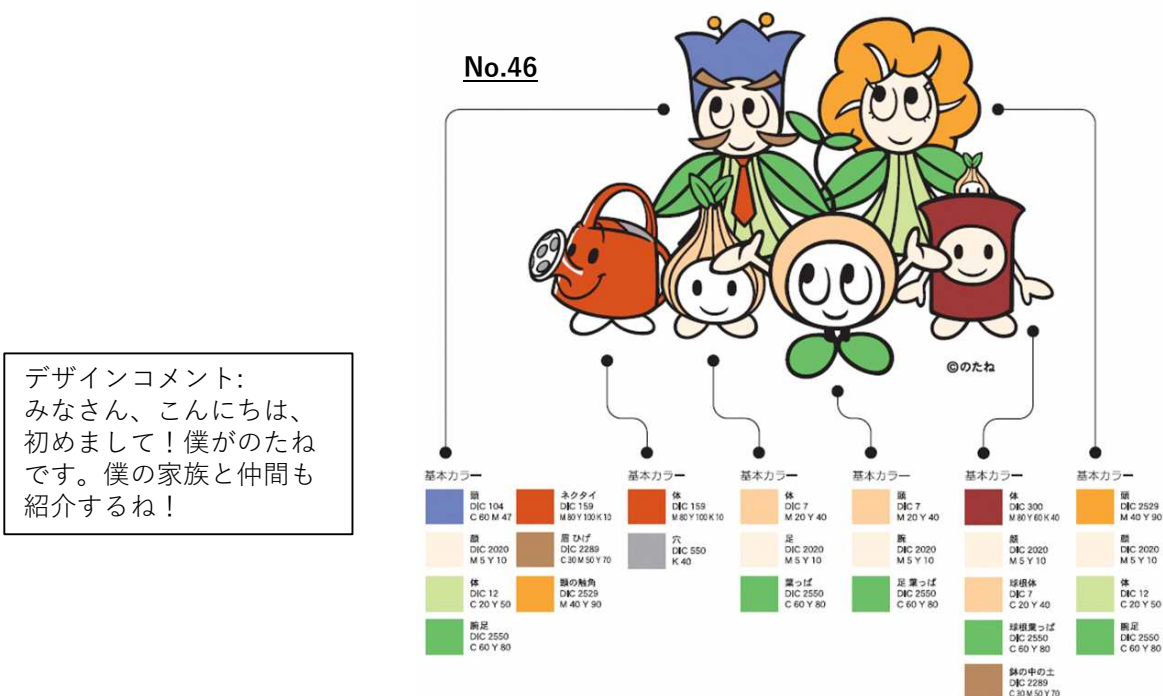 No.46
©のたね
デザインコメント:
みなさん、こんにちは、
初めまして！僕がのたね
です。僕の家族と仲間も
紹介するね！
基本カラー
頭
DIC 104
C 60 M 47
顔
DIC 2020
M 5 Y 10
体
DIC 12
C 20 Y 50
腕足
DIC 2550
C 60 Y 80
ネクタイ
DIC 159
M 80 Y 100 K 10
眉 ひげ
DIC 2289
C 30 M 50 Y 70
頭の触角
DIC 2529
M 40 Y 90
基本カラー
体
DIC 159
M 80 Y 100 K 10
穴
DIC 550
K 40
基本カラー
体
DIC 7
M 20 Y 40
足
DIC 2020
M 5 Y 10
葉っぱ
DIC 2550
C 60 Y 80
基本カラー
頭
DIC 7
M 20 Y 40
腕
DIC 2020
M 5 Y 10
足 葉っぱ
DIC 2550
C 60 Y 80
基本カラー
体
DIC 300
M 80 Y 60 K 40
顔
DIC 2020
M 5 Y 10
球根体
DIC 7
C 20 Y 40
球根葉っぱ
DIC 2550
C 60 Y 80
鉢の中の土
DIC 2289
C 30 M 50 Y 70
基本カラー
頭
DIC 2529
M 40 Y 90
顔
DIC 2020
M 5 Y 10
体
DIC 12
C 20 Y 50
腕足
DIC 2550
C 60 Y 80